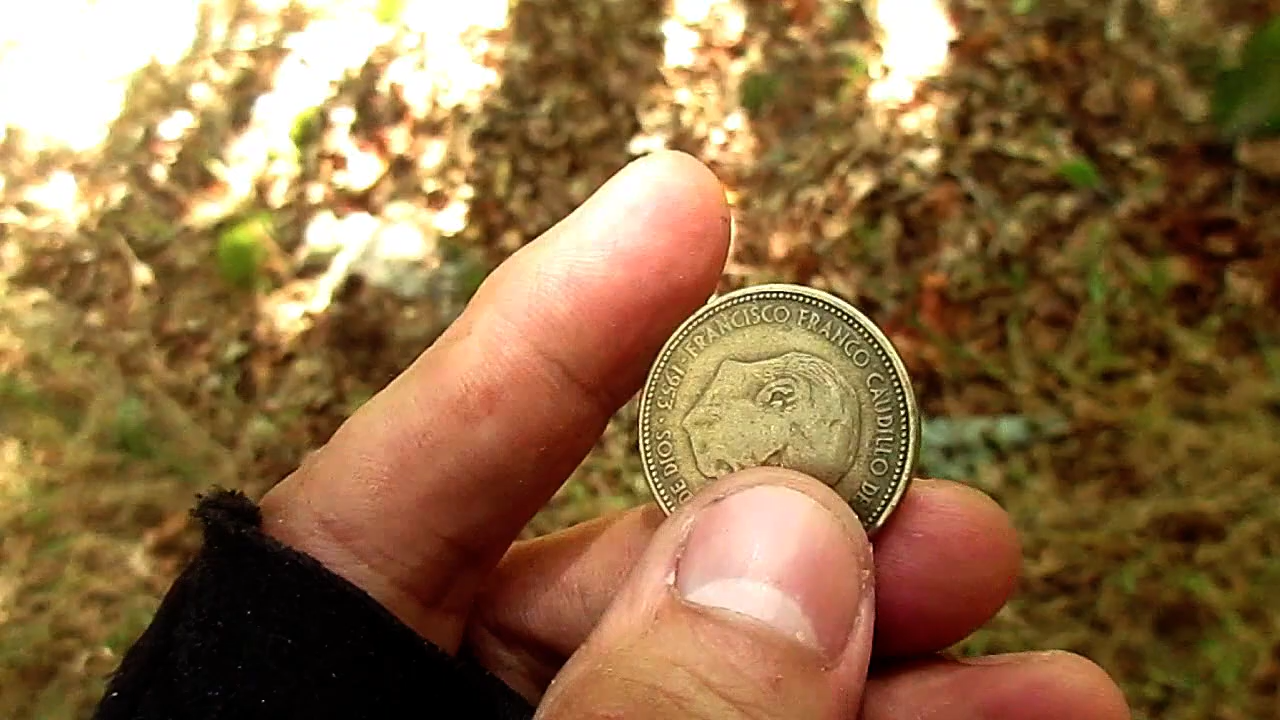 FRANCISCO FRANCO CAUDILLO DE
DE DIOS · 1953 ·